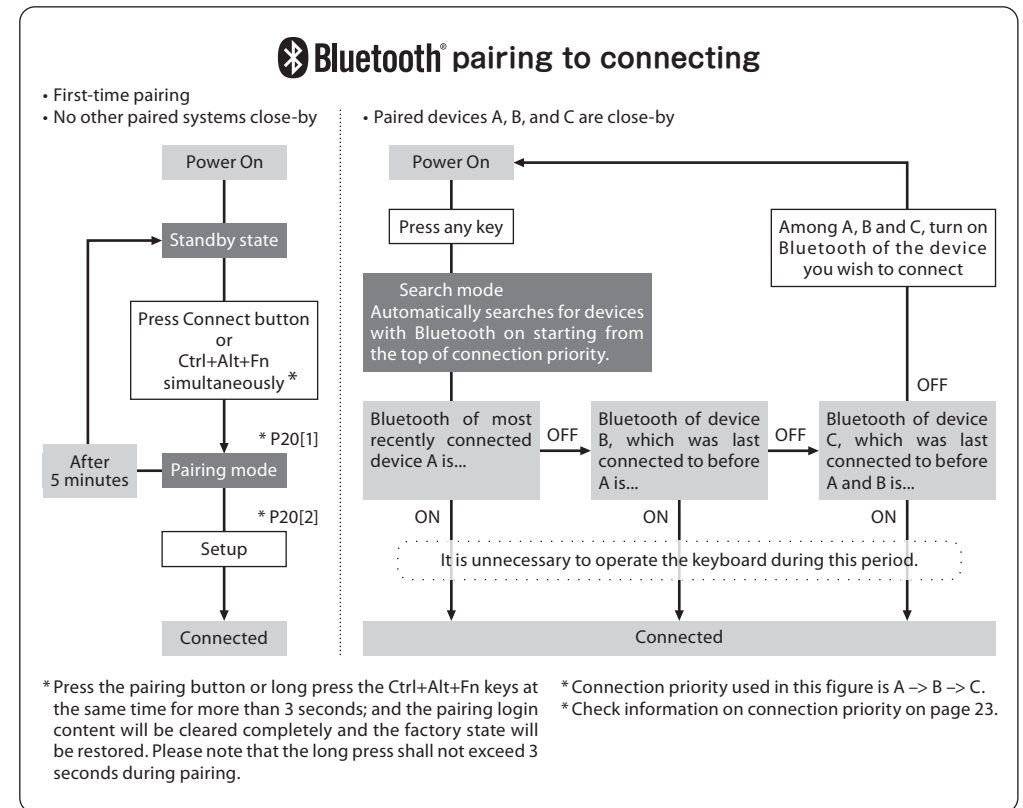 Bluetooth® pairing to connecting
• First-time pairing
• No other paired systems close-by
Power On
Standby state
Press Connect button
or
Ctrl+Alt+Fn
simultaneously *
* P20[1]
After
5 minutes
Pairing mode
* P20[2]
Setup
Connected
• Paired devices A, B, and C are close-by
Power On
Press any key
Among A, B and C, turn on
Bluetooth of the device
you wish to connect
Search mode
Automatically searches for devices
with Bluetooth on starting from
the top of connection priority.
OFF
Bluetooth of most
recently connected
device A is...
OFF
Bluetooth of device
B, which was last
connected to before
A is...
OFF
Bluetooth of device
C, which was last
connected to before
A and B is...
ON
ON
ON
It is unnecessary to operate the keyboard during this period.
Connected
* Press the pairing button or long press the Ctrl+Alt+Fn keys at
the same time for more than 3 seconds; and the pairing login
content will be cleared completely and the factory state will
be restored. Please note that the long press shall not exceed 3
seconds during pairing.
* Connection priority used in this figure is A –> B –> C.
* Check information on connection priority on page 23.